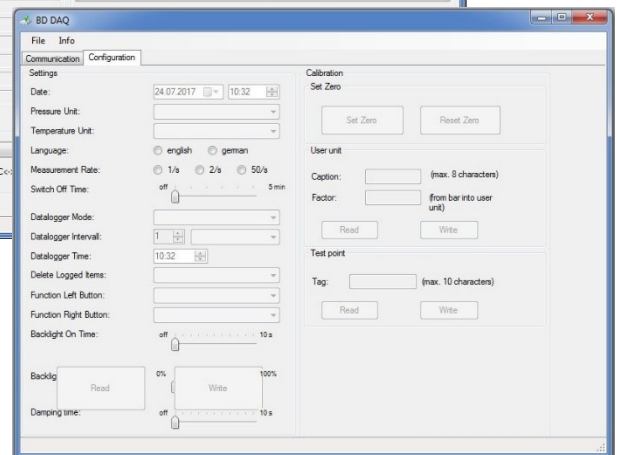 BD DAQ
File Info
Communication Configuration
Settings
Date: 24.07.2017 10:32
Pressure Unit:
Temperature Unit:
Language: english german
Measurement Rate: 1/s 2/s 50/s
Switch Off Time: off 5 min
Datalogger Mode:
Datalogger Intervall: 1
Datalogger Time: 10:32
Delete Logged Items:
Function Left Button:
Function Right Button:
Backlight On Time: off 10 s
Backlig 0% 100%
Read Write
Damping time: off 10 s
Calibration
Set Zero
Set Zero Reset Zero
User unit
Caption: (max. 8 characters)
Factor: (from bar into user
unit)
Read Write
Test point
Tag: (max. 10 characters)
Read Write